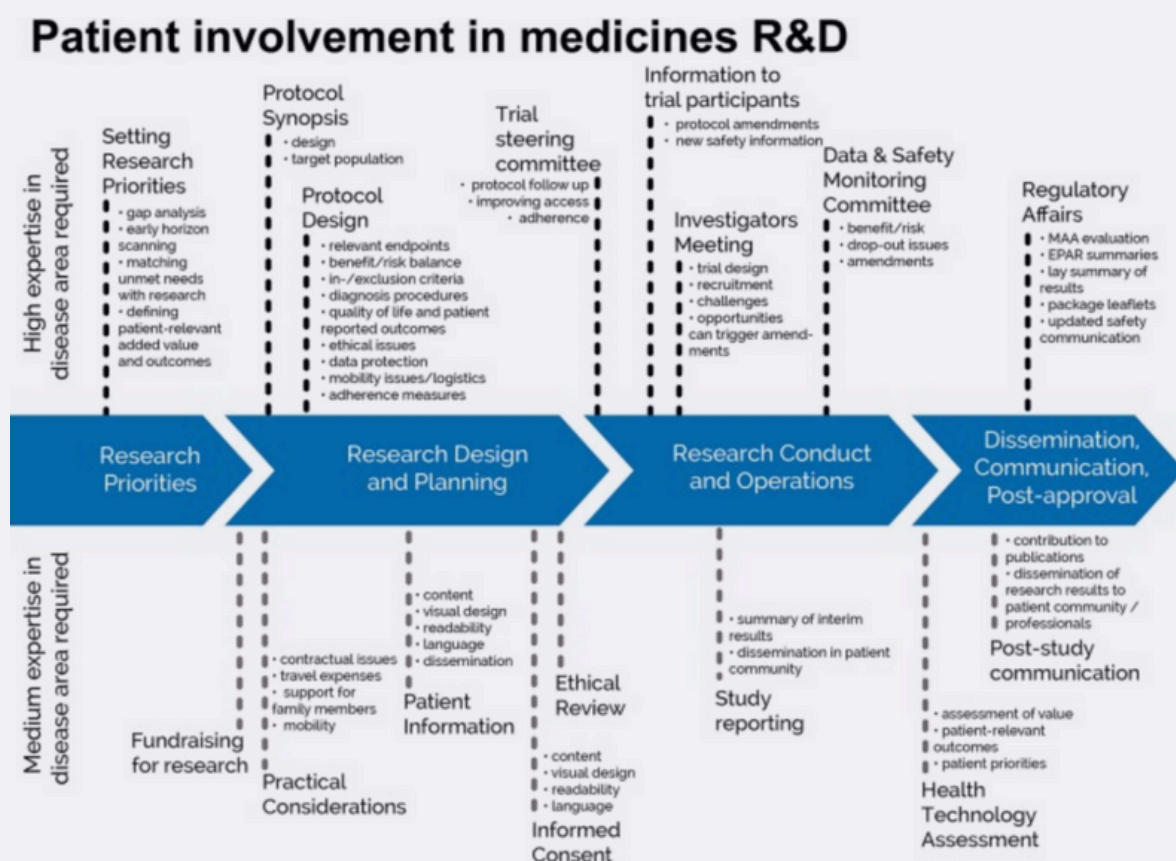 Patient involvement in medicines R&D
High expertise in
disease area required
Setting
Research
Priorities
• gap analysis
• early horizon
scanning
• matching
unmet needs
with research
• defining
patient-relevant
added value
and outcomes
Protocol
Synopsis
• design
• target population
Protocol
Design
• relevant endpoints
• benefit/risk balance
• in-/exclusion criteria
• diagnosis procedures
• quality of life and patient
reported outcomes
• ethical issues
• data protection
• mobility issues/logistics
• adherence measures
Trial
steering
committee
• protocol follow up
• improving access
• adherence
Information to
trial participants
• protocol amendments
• new safety information
Investigators
Meeting
• trial design
• recruitment
• challenges
• opportunities
can trigger amend-
ments
Data & Safety
Monitoring
Committee
• benefit/risk
• drop-out issues
• amendments
Regulatory
Affairs
• MAA evaluation
• EPAR summaries
• lay summary of
results
• package leaflets
• updated safety
communication
Research
Priorities
Research Design
and Planning
Research Conduct
and Operations
Dissemination,
Communication,
Post-approval
Medium expertise in
disease area required
Fundraising
for research
• contractual issues
• travel expenses
• support for
family members
• mobility
Practical
Considerations
• content
• visual design
• readability
• language
• dissemination
Patient
Information
Ethical
Review
• content
• visual design
• readability
• language
Informed
Consent
• summary of interim
results
• dissemination in patient
community
Study
reporting
• contribution to
publications
• dissemination of
research results to
patient community /
professionals
Post-study
communication
• assessment of value
• patient-relevant
outcomes
• patient priorities
Health
Technology
Assessment